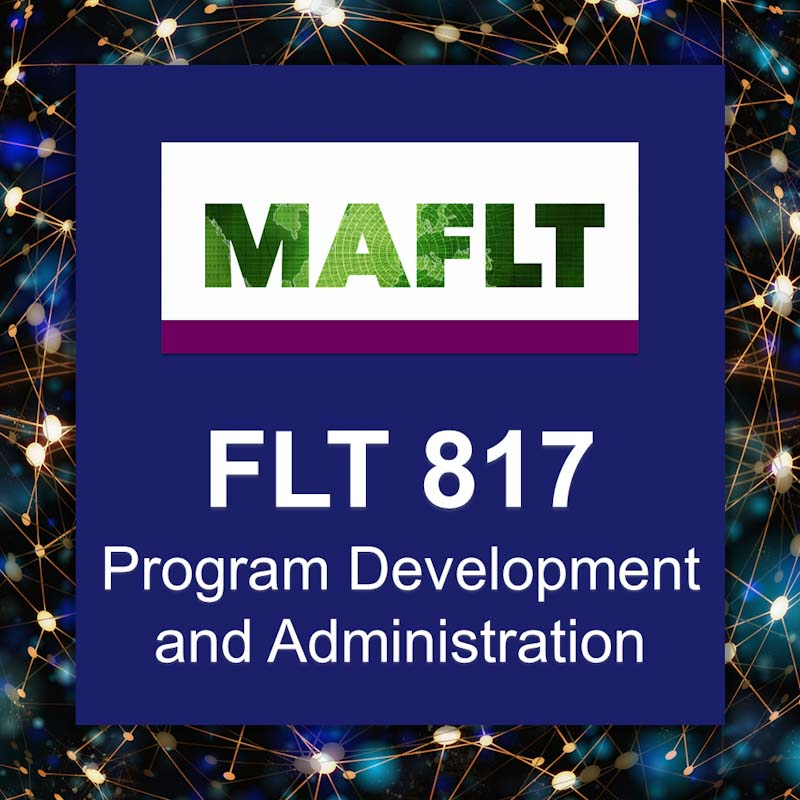 MAFLT
FLT 817
Program Development
and Administration